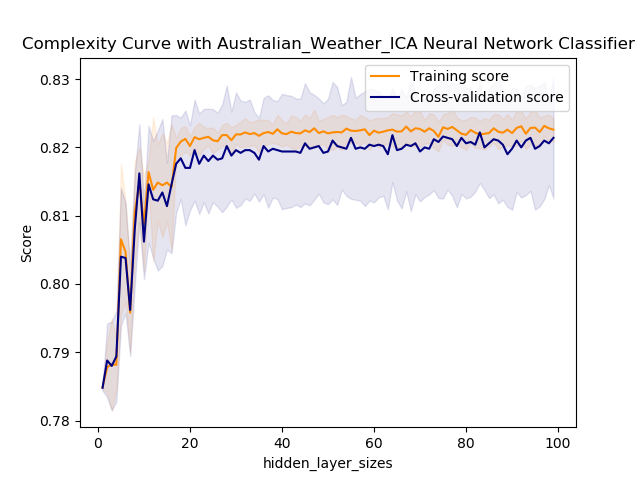 Complexity Curve with Australian_Weather_ICA Neural Network Classifier
Training score
Cross-validation score
Score
0.83
0.82
0.81
0.80
0.79
0.78
0
20
40
60
80
100
hidden_layer_sizes